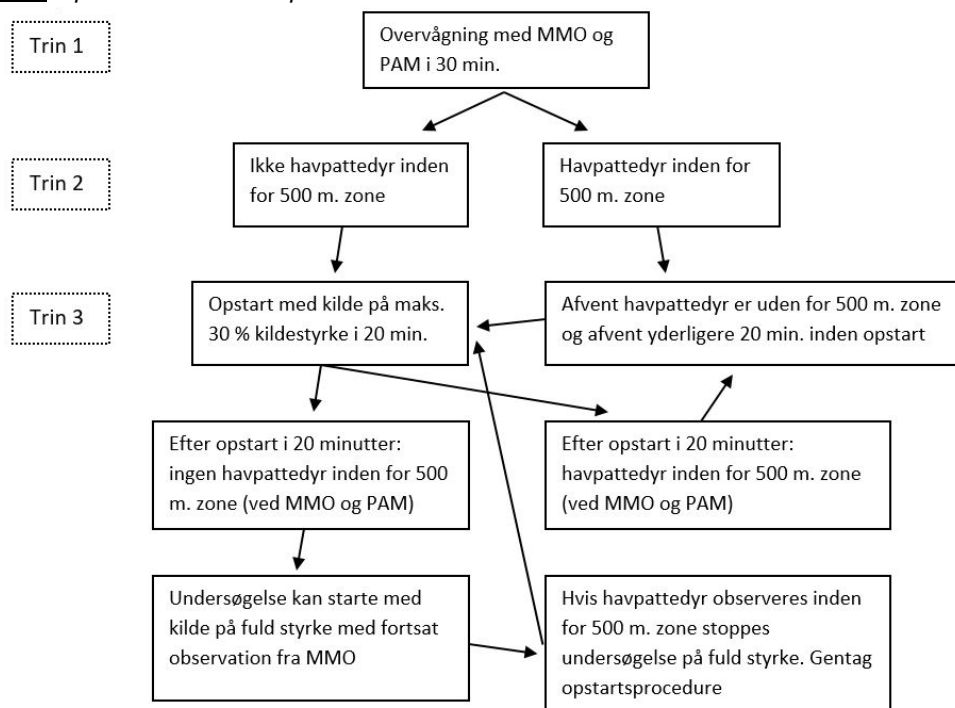 Trin 1
Overvågning med MMO og
PAM i 30 min.
Trin 2
Ikke havpattedyr inden
for 500 m. zone
Havpattedyr inden for
500 m. zone
Trin 3
Opstart med kilde på maks.
30 % kildestyrke i 20 min.
Afvent havpattedyr er uden for 500 m. zone
og afvent yderligere 20 min. inden opstart
Efter opstart i 20 minutter:
ingen havpattedyr inden for 500
m. zone (ved MMO og PAM)
Efter opstart i 20 minutter:
havpattedyr inden for 500 m. zone
(ved MMO og PAM)
Undersøgelse kan starte med
kilde på fuld styrke med fortsat
observation fra MMO
Hvis havpattedyr observeres inden
for 500 m. zone stoppes
undersøgelse på fuld styrke. Gentag
opstartsprocedure